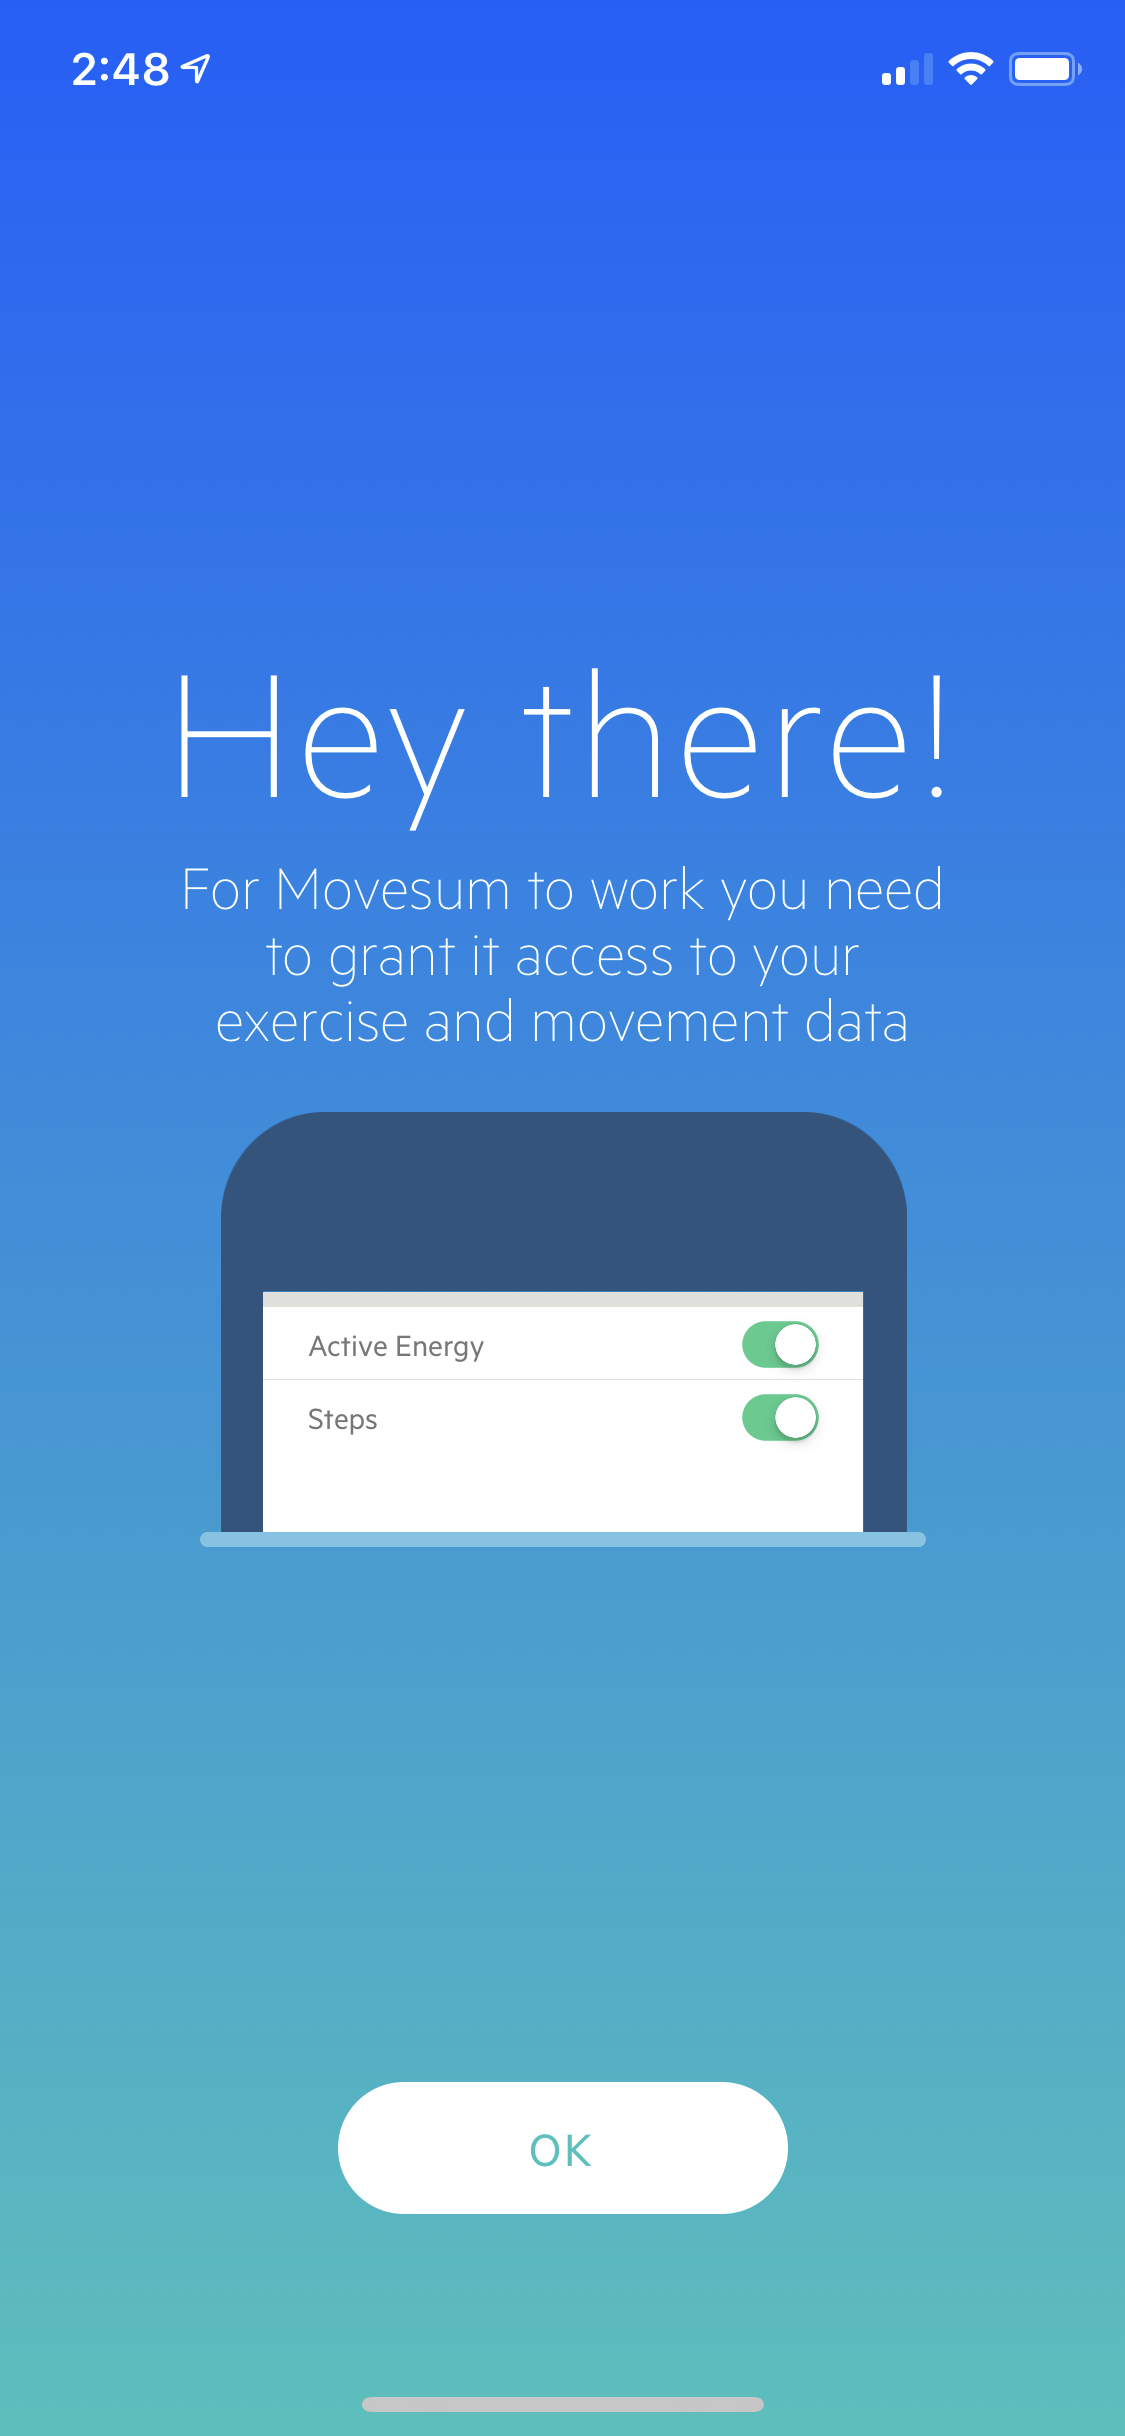 2:48
Hey there!
For Movesum to work you need
to grant it access to your
exercise and movement data
Active Energy
Steps
OK